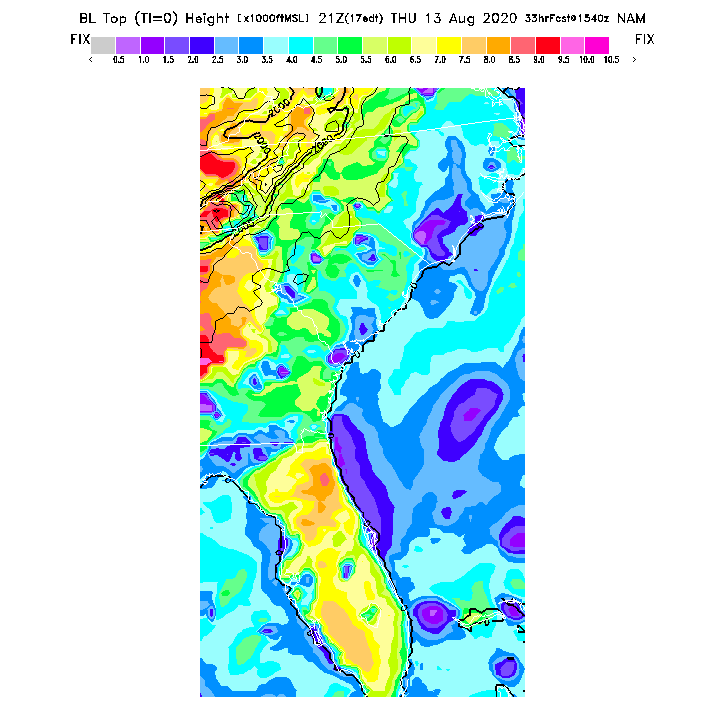 BL Top (TI=0) Height [x1000ftMSL] 21Z(17edt) THU 13 Aug 2020 33hrFcst@1540z NAM
FIX FIX
< 0.5 1.0 1.5 2.0 2.5 3.0 3.5 4.0 4.5 5.0 5.5 6.0 6.5 7.0 7.5 8.0 8.5 9.0 9.5 10.0 10.5 >
2000
2000
2000